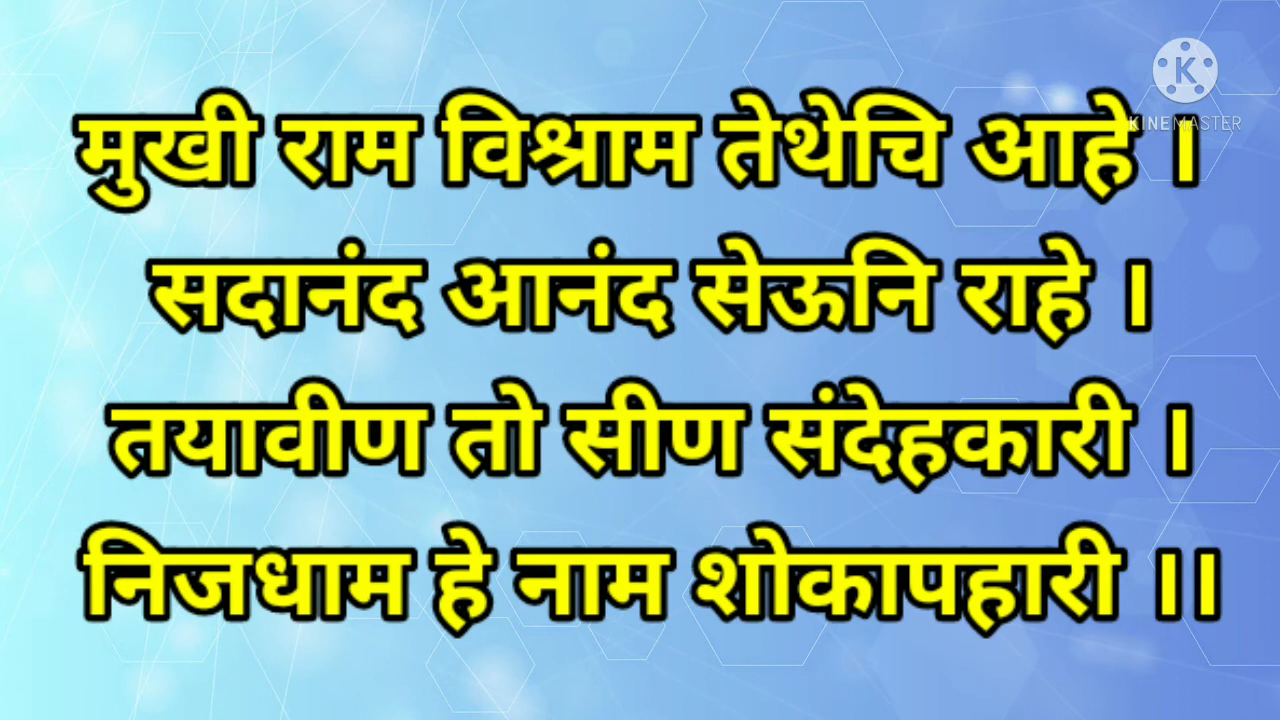 K
KINEMASTER
मुखी राम विश्राम तेथेचि आहे ।
सदानंद आनंद सेऊनि राहे ।
तयावीण तो सीण संदेहकारी ।
निजधाम हे नाम शोकापहारी ।।